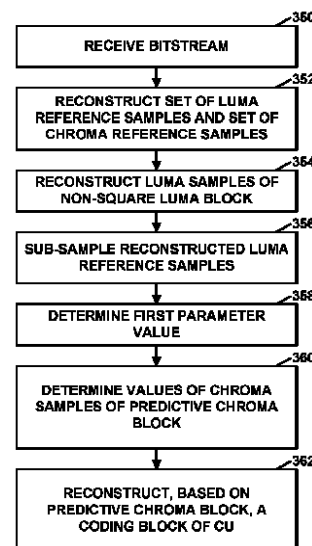 350
RECEIVE BITSTREAM
352
RECONSTRUCT SET OF LUMA
REFERENCE SAMPLES AND SET OF
CHROMA REFERENCE SAMPLES
354
RECONSTRUCT LUMA SAMPLES OF
NON-SQUARE LUMA BLOCK
356
SUB-SAMPLE RECONSTRUCTED LUMA
REFERENCE SAMPLES
358
DETERMINE FIRST PARAMETER
VALUE
360
DETERMINE VALUES OF CHROMA
SAMPLES OF PREDICTIVE CHROMA
BLOCK
362
RECONSTRUCT, BASED ON
PREDICTIVE CHROMA BLOCK, A
CODING BLOCK OF CU